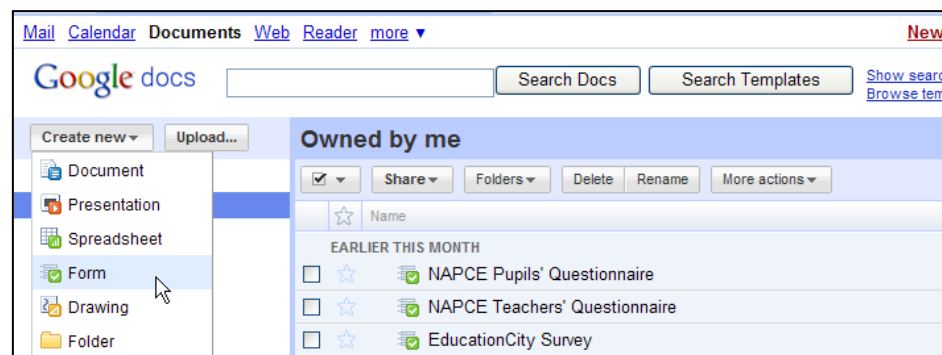 Mail Calendar Documents Web Reader more ▼ New
Google docs Search Docs Search Templates Show searc
Browse tem
Create new Upload... Owned by me
Document Share Folders Delete Rename More actions
Presentation Name
Spreadsheet EARLIER THIS MONTH
Form NAPCE Pupils' Questionnaire
Drawing NAPCE Teachers' Questionnaire
Folder EducationCity Survey